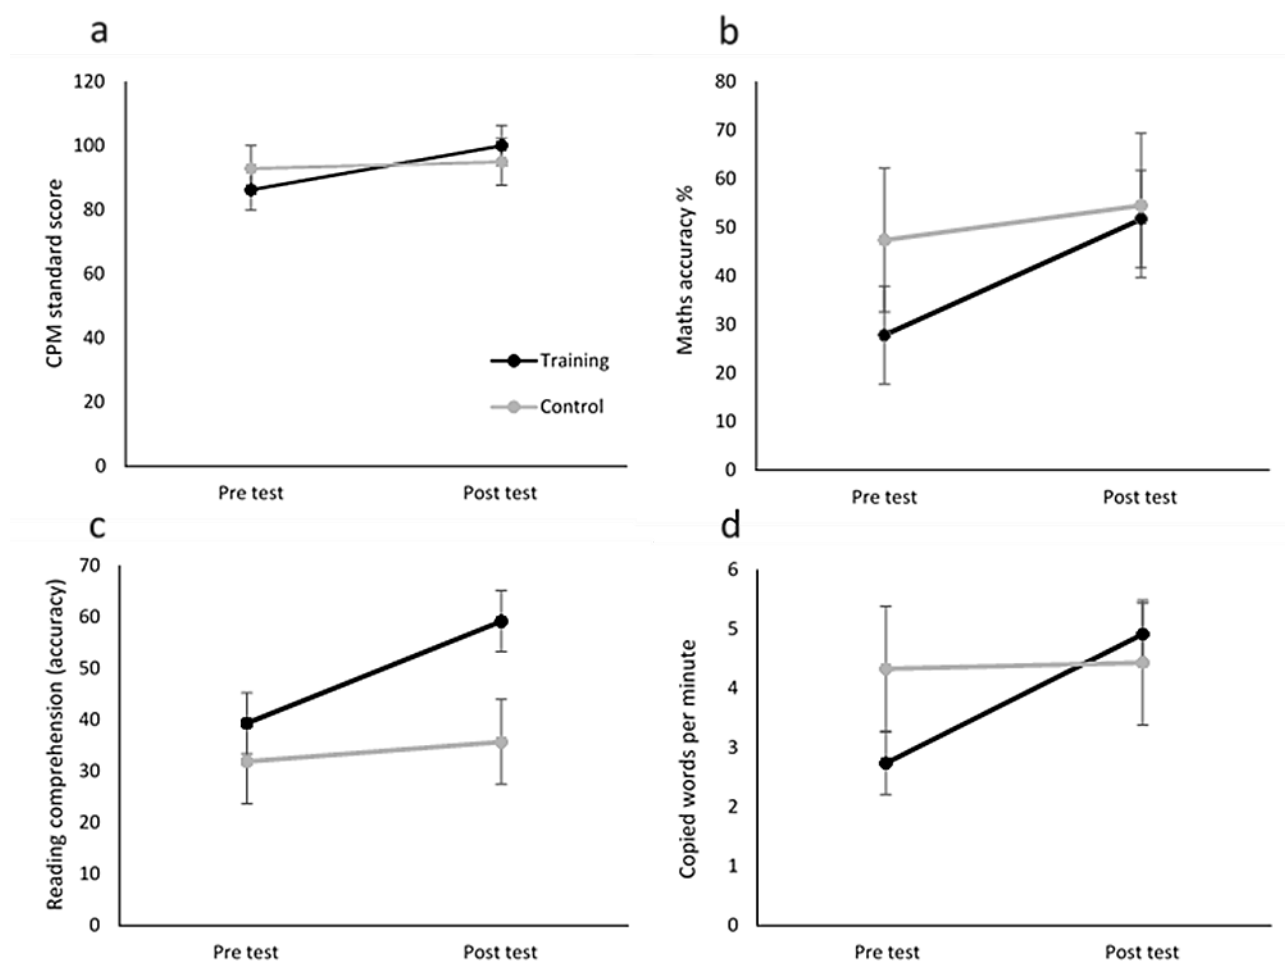 a
CPM standard score
120
100
80
60
40
20
0
Training
Control
Pre test Post test
b
Maths accuracy %
80
70
60
50
40
30
20
10
0
Pre test Post test
c
Reading comprehension (accuracy)
70
60
50
40
30
20
10
0
Pre test Post test
d
Copied words per minute
6
5
4
3
2
1
0
Pre test Post test